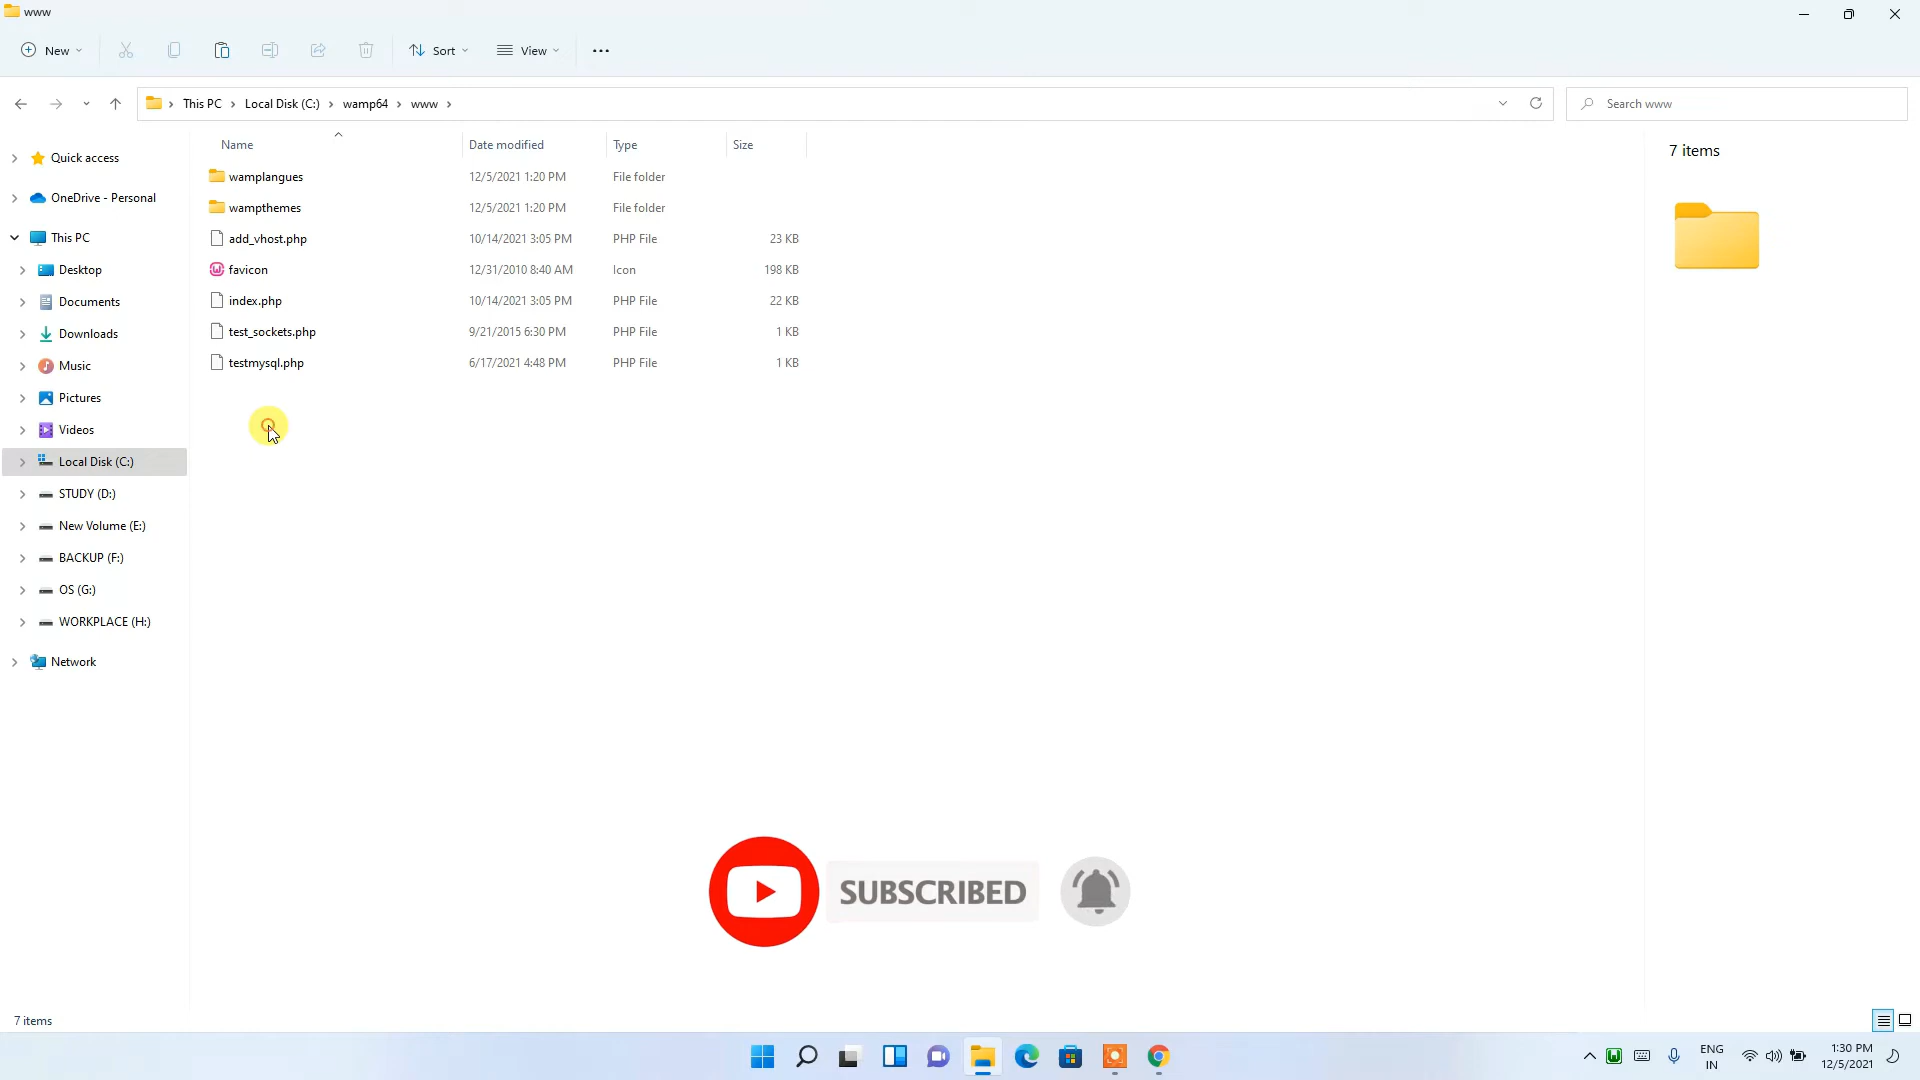 www
New
Sort
View
This PC
Local Disk (C:)
wamp64
www
Search www
Name
Date modified
Type
Size
wamplangues 12/5/2021 1:20 PM File folder
wampthemes 12/5/2021 1:20 PM File folder
add_vhost.php 10/14/2021 3:05 PM PHP File 23 KB
favicon 12/31/2010 8:40 AM Icon 198 KB
index.php 10/14/2021 3:05 PM PHP File 22 KB
test_sockets.php 9/21/2015 6:30 PM PHP File 1 KB
testmysql.php 6/17/2021 4:48 PM PHP File 1 KB
7 items
Quick access
OneDrive - Personal
This PC
Desktop
Documents
Downloads
Music
Pictures
Videos
Local Disk (C:)
STUDY (D:)
New Volume (E:)
BACKUP (F:)
OS (G:)
WORKPLACE (H:)
Network
SUBSCRIBED
7 items
ENG
IN
1:30 PM
12/5/2021